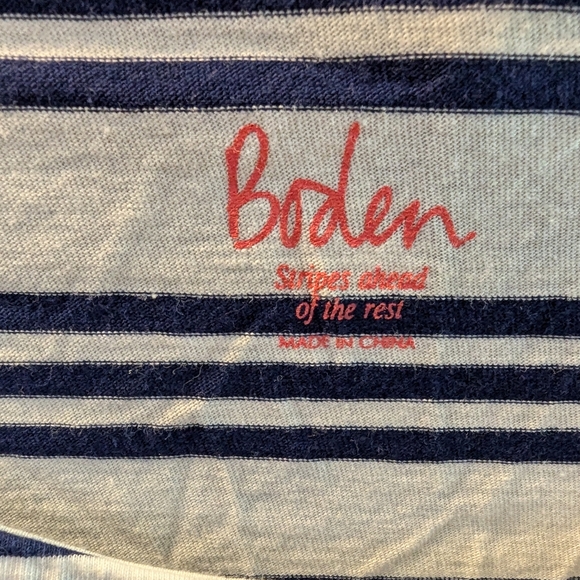 Boden
Stripes ahead
of the rest
MADE IN CHINA